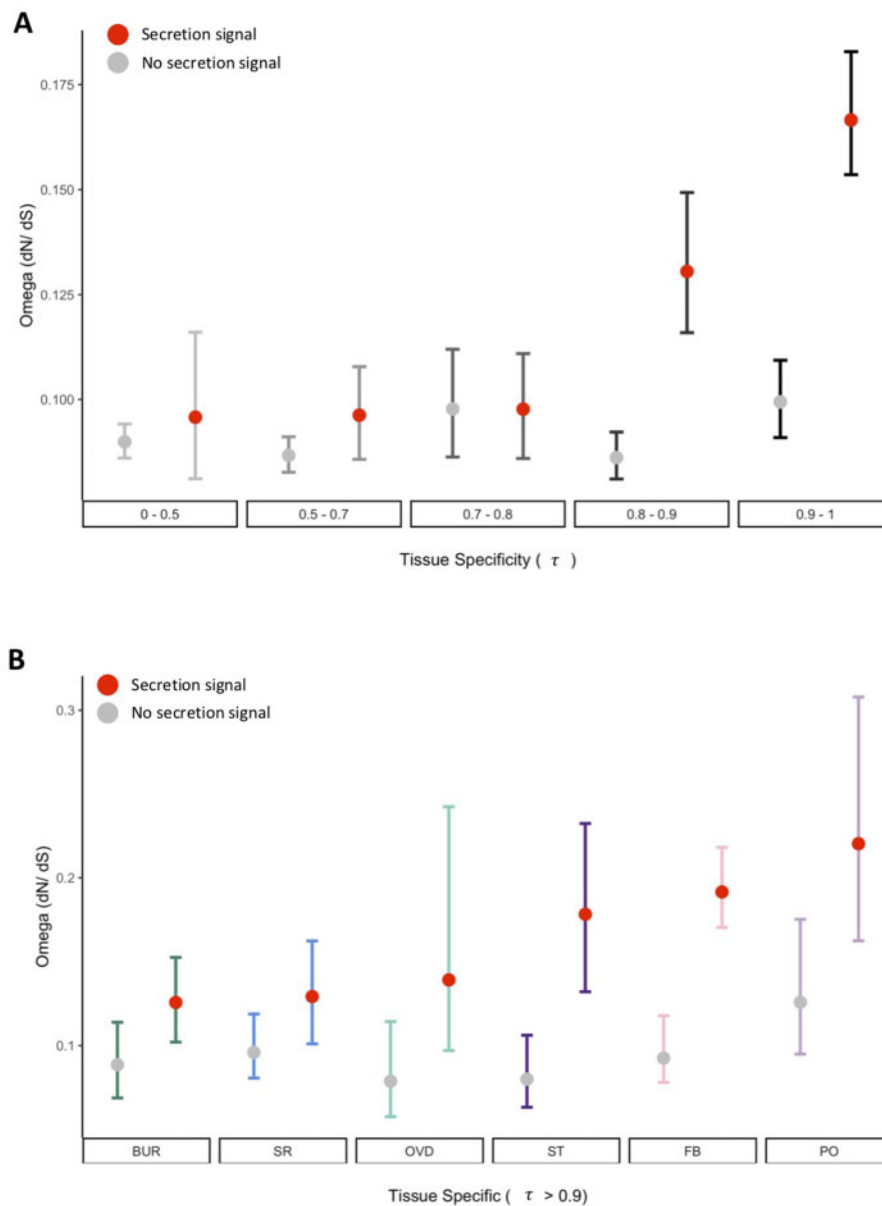 A
Secretion signal
No secretion signal
0.175
0.150
0.125
0.100
Omega (dN/ dS)
0 - 0.5 0.5 - 0.7 0.7 - 0.8 0.8 - 0.9 0.9 - 1
Tissue Specificity ( τ )
B
Secretion signal
No secretion signal
0.3
0.2
0.1
Omega (dN/ dS)
BUR SR OVD ST FB PO
Tissue Specific ( τ > 0.9)